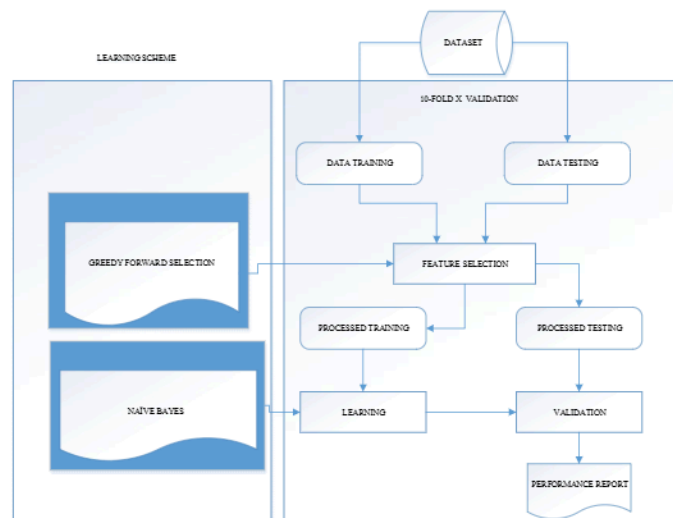 DATASET
LEARNING SCHEME
10-FOLD X VALIDATION
DATA TRAINING
DATA TESTING
GREEDY FORWARD SELECTION
FEATURE SELECTION
PROCESSED TRAINING
PROCESSED TESTING
NAÏVE BAYES
LEARNING
VALIDATION
PERFORMANCE REPORT